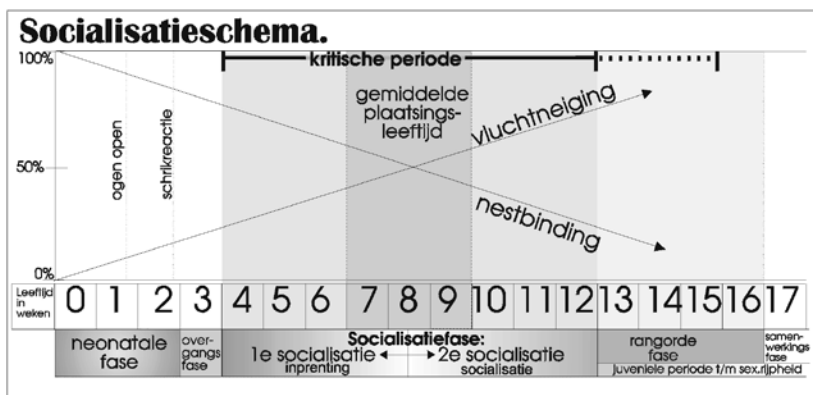 Socialisatieschema.
100%
kritische periode
gemiddelde
plaatsings-
leeftijd
vluchtneiging
ogen open
schrikreactie
50%
nestbinding
0%
Leeftijd
in
weken
0 1 2 3 4 5 6 7 8 9 10 11 12 13 14 15 16 17
neonatale
fase
over-
gangs
fase
Socialisatiefase:
1e socialisatie
inprenting
2e socialisatie
socialisatie
rangorde
fase
samen-
werkings
fase
juveniele periode t/m sex.rijpheid